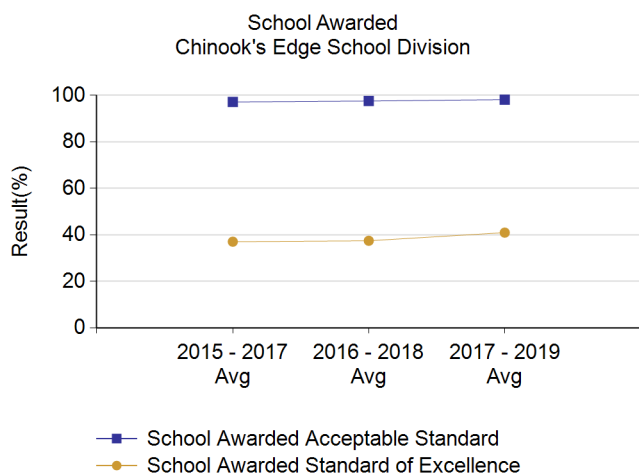 School Awarded
Chinook's Edge School Division
Result(%)
100
80
60
40
20
0
2015 - 2017 Avg
2016 - 2018 Avg
2017 - 2019 Avg
School Awarded Acceptable Standard
School Awarded Standard of Excellence